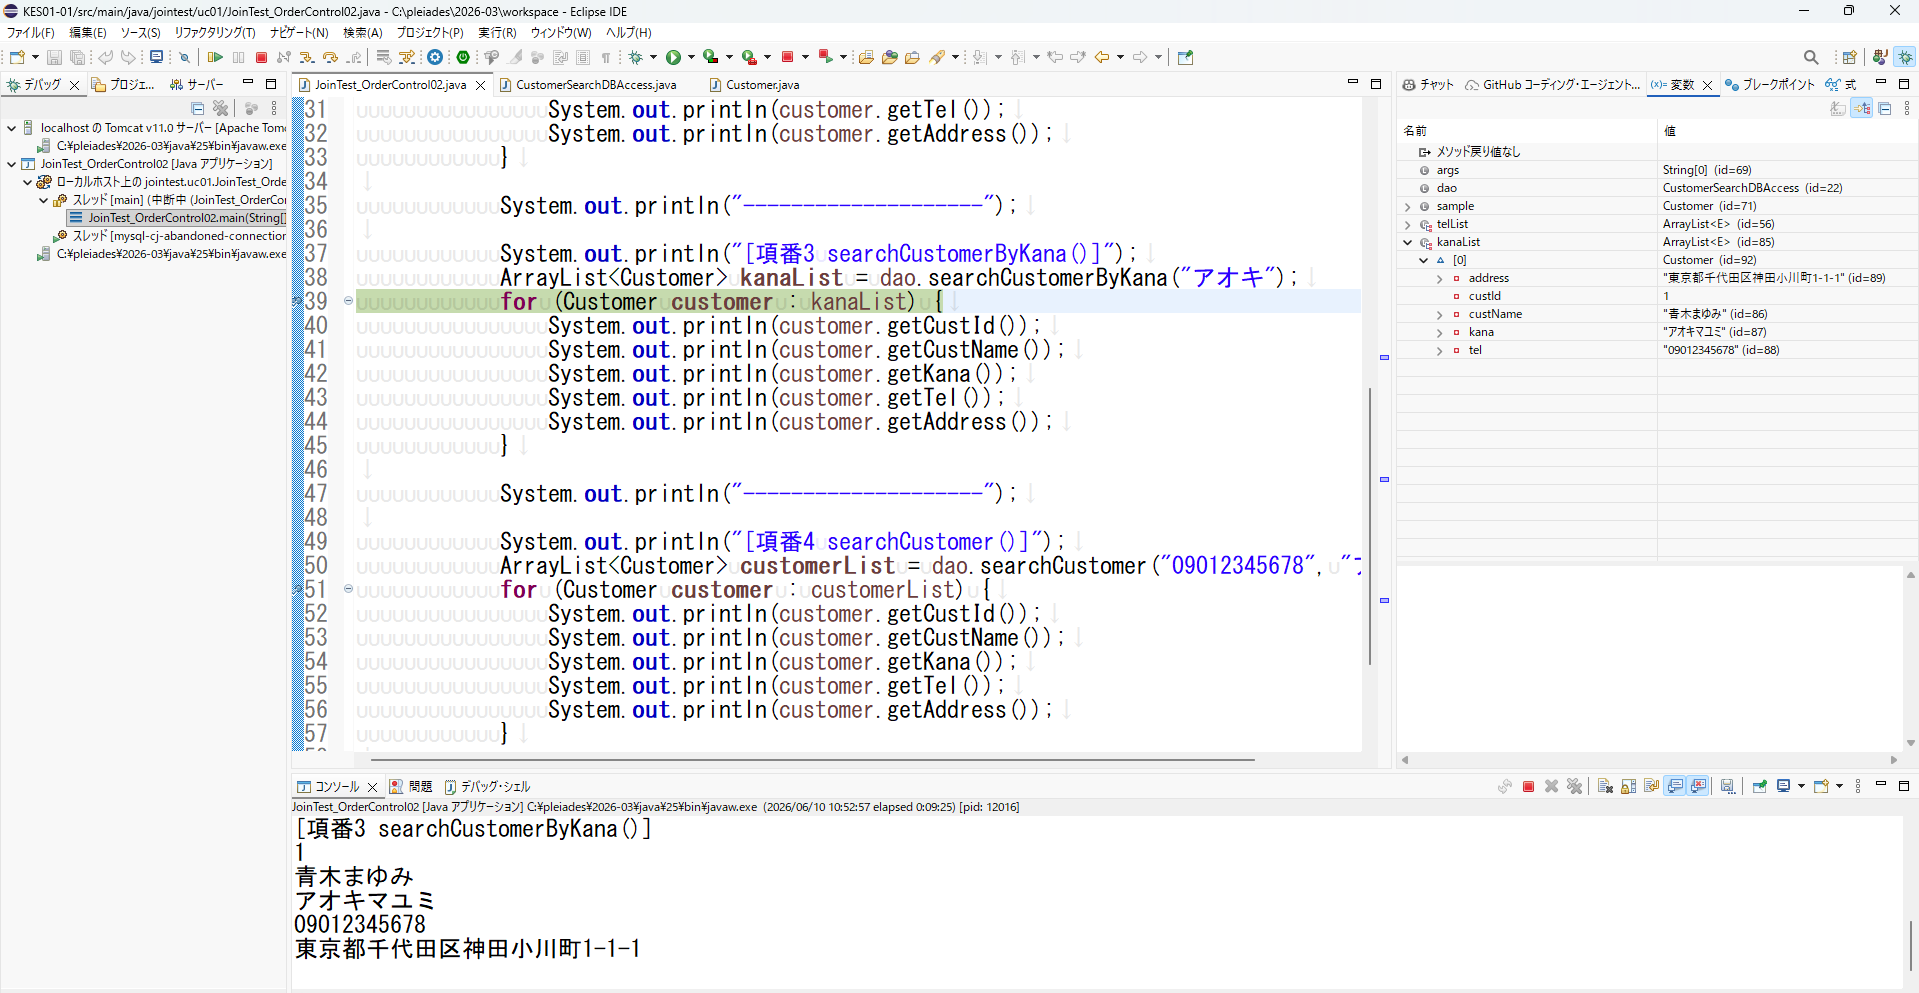 KES01-01/src/main/java/jointest/uc01/JoinTest_OrderControl02.java - C:\pleiades\2026-03\workspace - Eclipse IDE
ファイル(F) 編集(E) ソース(S) リファクタリング(T) ナビゲート(N) 検索(A) プロジェクト(P) 実行(R) ウィンドウ(W) ヘルプ(H)
デバッグ プロジェ... サーバー
localhost の Tomcat v11.0 サーバー [Apache Tom
C:¥pleiades¥2026-03¥java¥25¥bin¥javaw.exe
JoinTest_OrderControl02 [Java アプリケーション]
ローカルホスト上の jointest.uc01.JoinTest_Orde
スレッド [main] (中断中 (JoinTest_OrderCor
JoinTest_OrderControl02.main(String[]
スレッド [mysql-cj-abandoned-connection
C:¥pleiades¥2026-03¥java¥25¥bin¥javaw.exe
JoinTest_OrderControl02.java CustomerSearchDBAccess.java Customer.java
31 System.out.println(customer.getTel());
32 System.out.println(customer.getAddress());
33 }
34
35 System.out.println("--------------------");
36
37 System.out.println("[項番3 searchCustomerByKana()]");
38 ArrayList<Customer> kanaList = dao.searchCustomerByKana("アオキ");
39 for (Customer customer : kanaList) {
40 System.out.println(customer.getCustId());
41 System.out.println(customer.getCustName());
42 System.out.println(customer.getKana());
43 System.out.println(customer.getTel());
44 System.out.println(customer.getAddress());
45 }
46
47 System.out.println("--------------------");
48
49 System.out.println("[項番4 searchCustomer()]");
50 ArrayList<Customer> customerList = dao.searchCustomer("09012345678", "
51 for (Customer customer : customerList) {
52 System.out.println(customer.getCustId());
53 System.out.println(customer.getCustName());
54 System.out.println(customer.getKana());
55 System.out.println(customer.getTel());
56 System.out.println(customer.getAddress());
57 }
チャット GitHub コーディング・エージェント... (x)= 変数 ブレークポイント 式
名前 値
メソッド戻り値なし
args String[0] (id=69)
dao CustomerSearchDBAccess (id=22)
sample Customer (id=71)
telList ArrayList<E> (id=56)
kanaList ArrayList<E> (id=85)
[0] Customer (id=92)
address "東京都千代田区神田小川町1-1-1" (id=89)
custId 1
custName "青木まゆみ" (id=86)
kana "アオキマユミ" (id=87)
tel "09012345678" (id=88)
コンソール 問題 デバッグ・シェル
JoinTest_OrderControl02 [Java アプリケーション] C:¥pleiades¥2026-03¥java¥25¥bin¥javaw.exe (2026/06/10 10:52:57 elapsed 0:09:25) [pid: 12016]
[項番3 searchCustomerByKana()]
1
青木まゆみ
アオキマユミ
09012345678
東京都千代田区神田小川町1-1-1